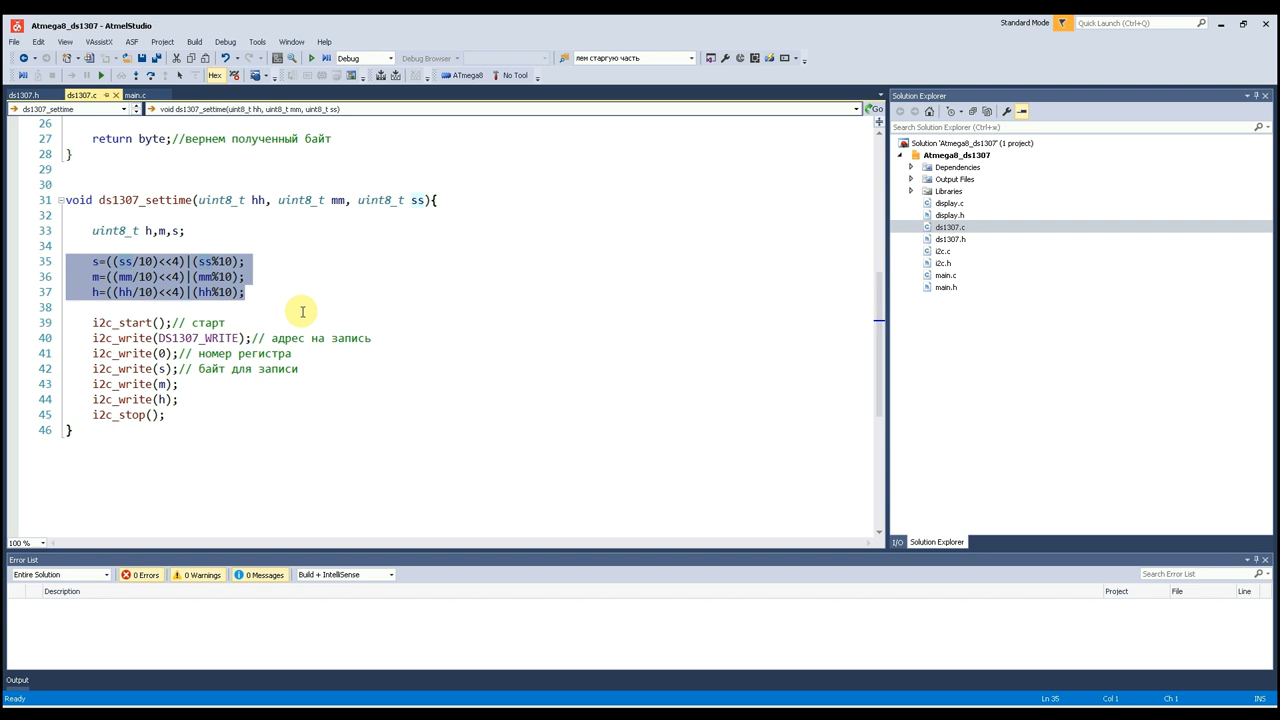 Atmega8_ds1307 - AtmelStudio
Standard Mode
Quick Launch (Ctrl+Q)
File Edit View VAssistX ASF Project Build Debug Tools Window Help
Debug
Debug Browser
лем старгую часть
Hex
ATmega8
No Tool
ds1307.h ds1307.c main.c
ds1307_settime
void ds1307_settime(uint8_t hh, uint8_t mm, uint8_t ss)
Go
26
27 return byte;//вернем полученный байт
28 }
29
30
31 void ds1307_settime(uint8_t hh, uint8_t mm, uint8_t ss){
32
33 uint8_t h,m,s;
34
35 s=((ss/10)<<4)|(ss%10);
36 m=((mm/10)<<4)|(mm%10);
37 h=((hh/10)<<4)|(hh%10);
38
39 i2c_start();// старт
40 i2c_write(DS1307_WRITE);// адрес на запись
41 i2c_write(0);// номер регистра
42 i2c_write(s);// байт для записи
43 i2c_write(m);
44 i2c_write(h);
45 i2c_stop();
46 }
100 %
Solution Explorer
Search Solution Explorer (Ctrl+ж)
Solution 'Atmega8_ds1307' (1 project)
Atmega8_ds1307
Dependencies
Output Files
Libraries
display.c
display.h
ds1307.c
ds1307.h
i2c.c
i2c.h
main.c
main.h
I/O Solution Explorer
Error List
Entire Solution
0 Errors
0 Warnings
0 Messages
Build + IntelliSense
Search Error List
Description Project File Line
Output
Ready
Ln 35 Col 1 Ch 1 INS